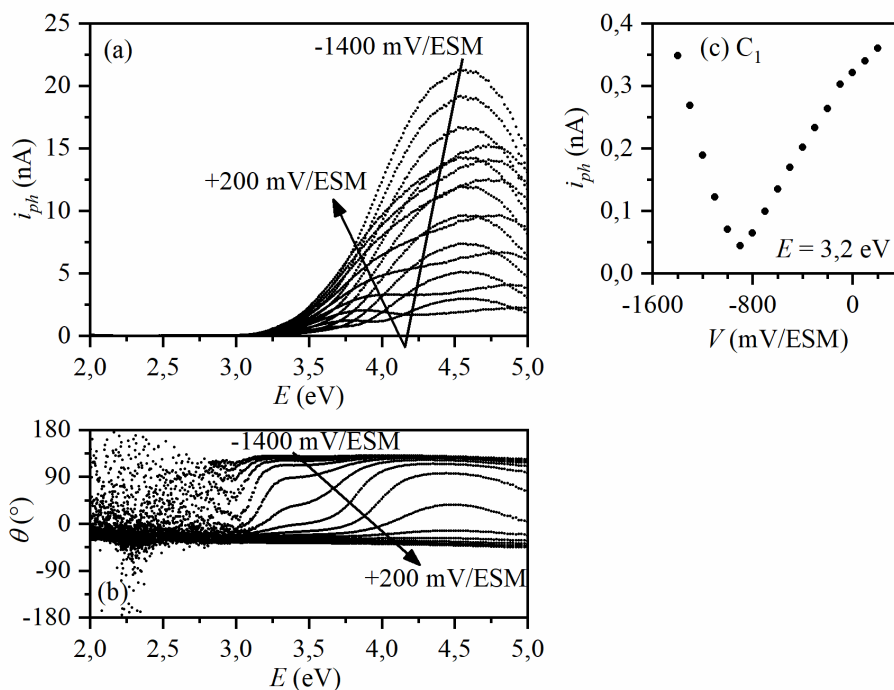 (a)
-1400 mV/ESM
+200 mV/ESM
25
20
15
10
5
0
i_ph (nA)
2,0 2,5 3,0 3,5 4,0 4,5 5,0
E (eV)
(c) C₁
0,4
0,3
0,2
0,1
0,0
i_ph (nA)
E = 3,2 eV
-1600 -800 0
V (mV/ESM)
180
90
0
-90
-180
θ (°)
-1400 mV/ESM
+200 mV/ESM
(b)
2,0 2,5 3,0 3,5 4,0 4,5 5,0
E (eV)